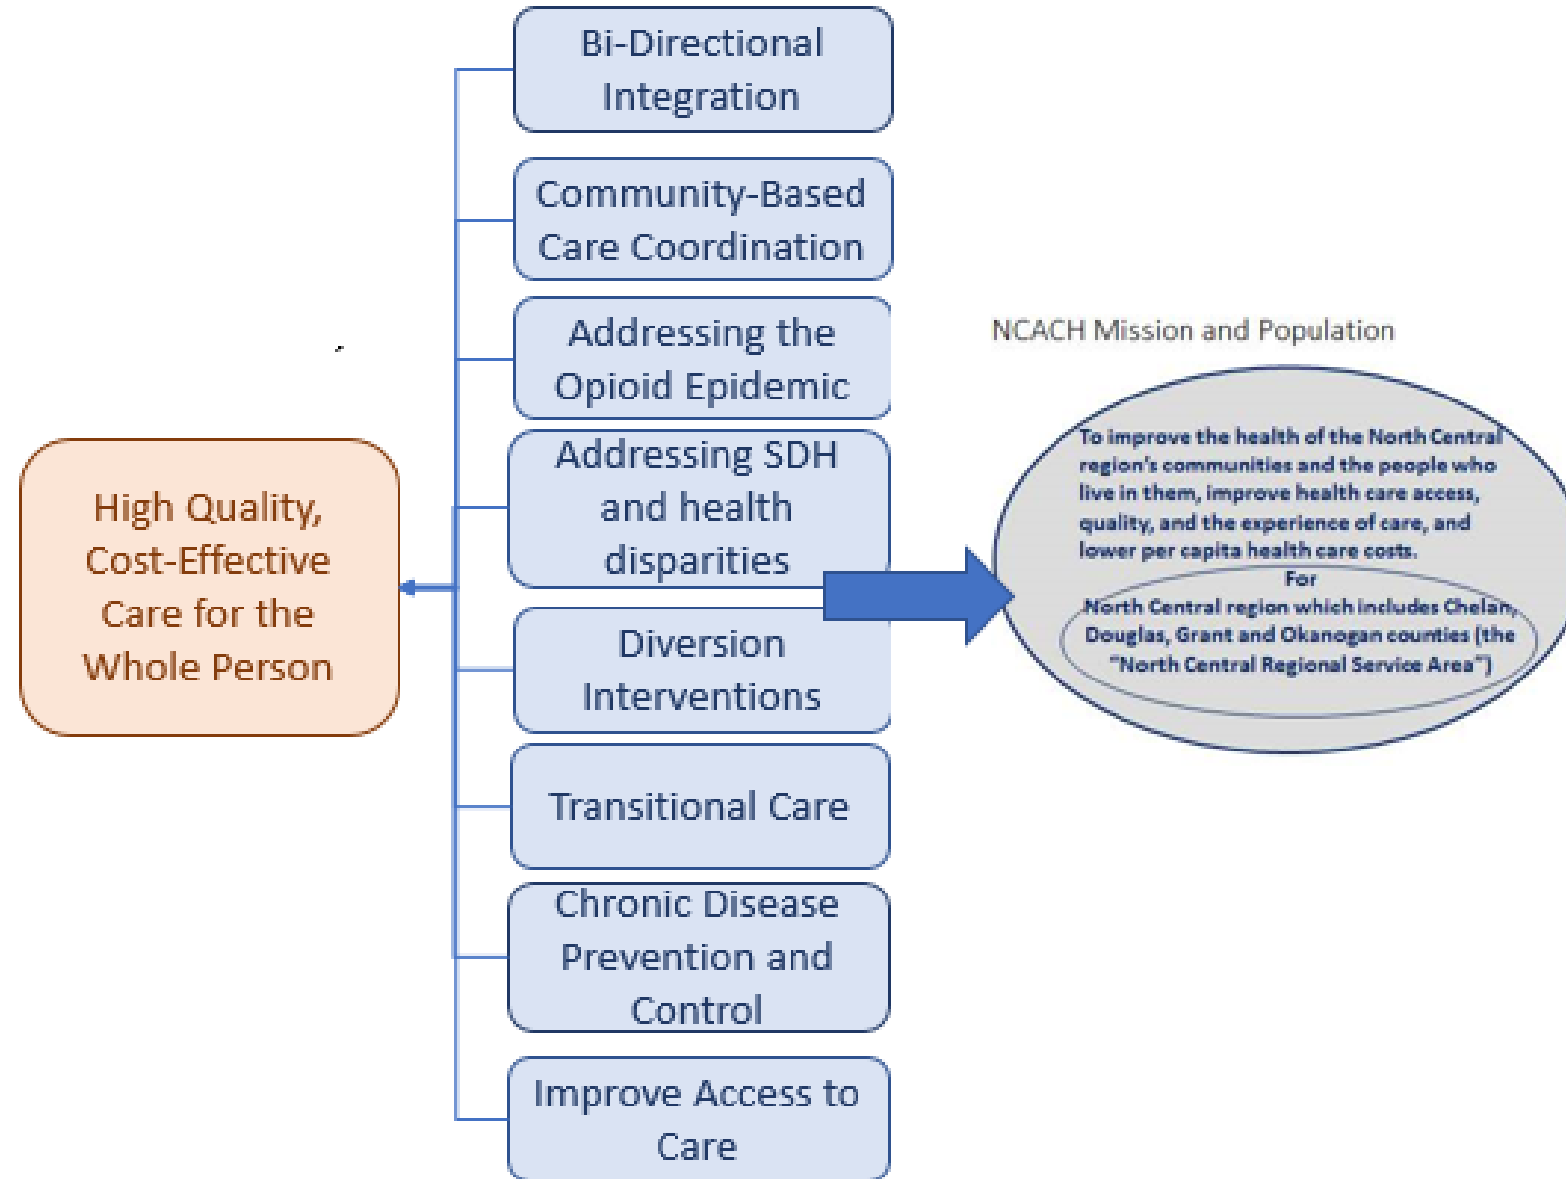 High Quality,
Cost-Effective
Care for the
Whole Person
Bi-Directional
Integration
Community-Based
Care Coordination
Addressing the
Opioid Epidemic
Addressing SDH
and health
disparities
Diversion
Interventions
Transitional Care
Chronic Disease
Prevention and
Control
Improve Access to
Care
NCACH Mission and Population
To improve the health of the North Central
region's communities and the people who
live in them, improve health care access,
quality, and the experience of care, and
lower per capita health care costs.
For
North Central region which includes Chelan,
Douglas, Grant and Okanogan counties (the
“North Central Regional Service Area”)